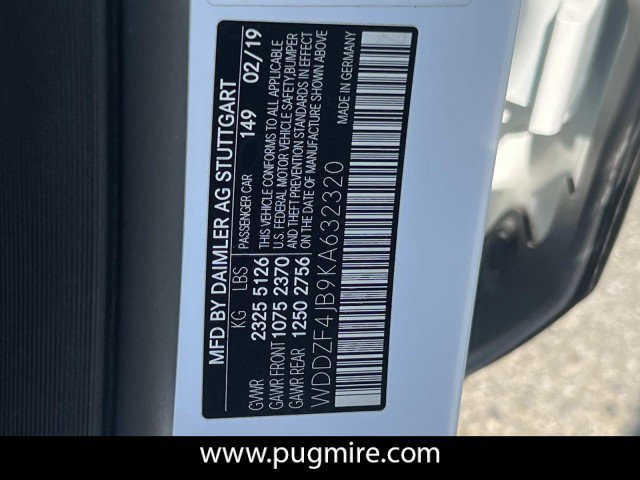 MFD BY DAIMLER AG STUTTGART
PASSENGER CAR 149 02/19
KG LBS
GVWR 2325 5126
GAWR FRONT 1075 2370
GAWR REAR 1250 2756
THIS VEHICLE CONFORMS TO ALL APPLICABLE
U.S. FEDERAL MOTOR VEHICLE SAFETY,BUMPER
AND THEFT PREVENTION STANDARDS IN EFFECT
ON THE DATE OF MANUFACTURE SHOWN ABOVE
WDDZF4JB9KA632320
MADE IN GERMANY
www.pugmire.com